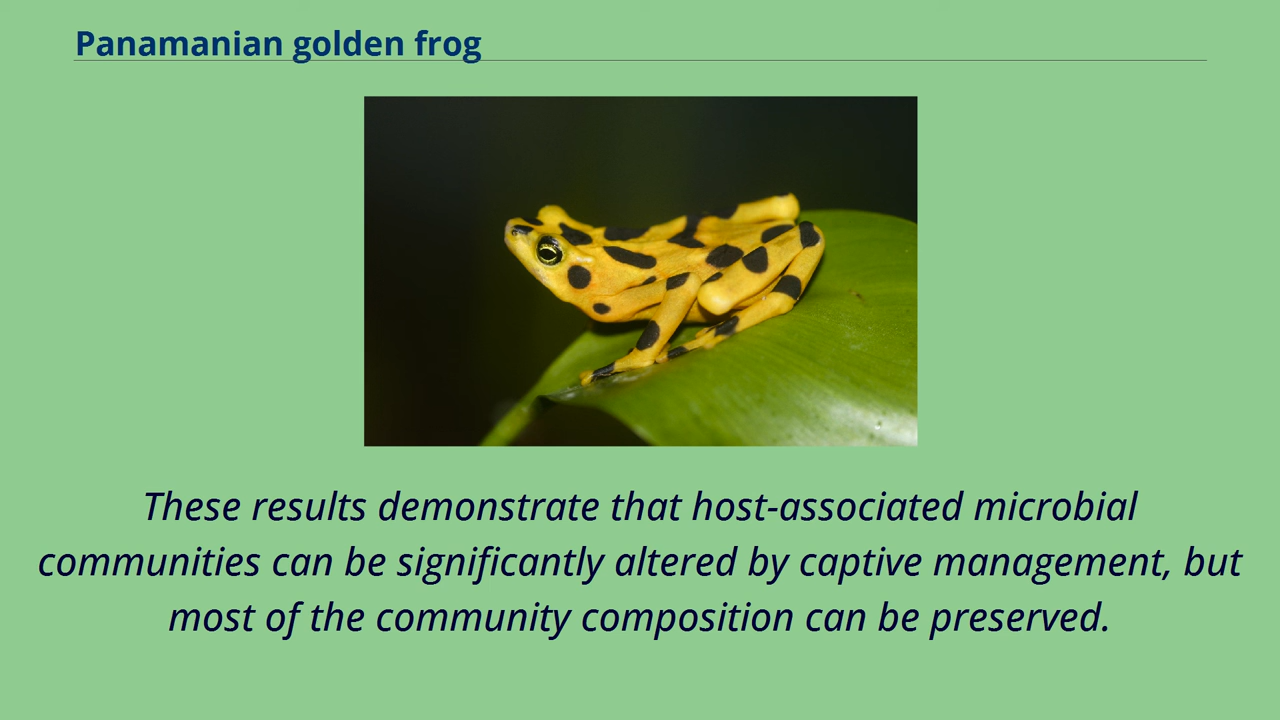 Panamanian golden frog
These results demonstrate that host-associated microbial
communities can be significantly altered by captive management, but
most of the community composition can be preserved.